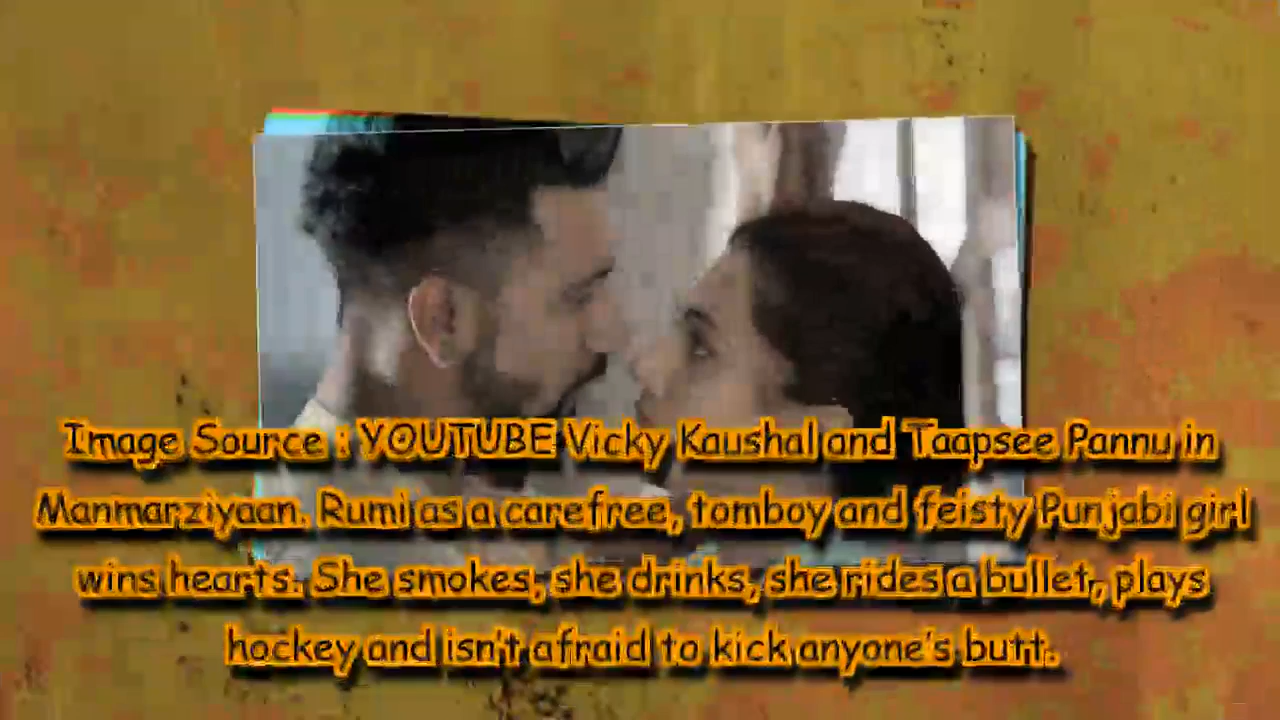 Image Source : YOUTUBE Vicky Kaushal and Taapsee Pannu in
Manmarziyaan. Rumi as a carefree, tomboy and feisty Punjabi girl
wins hearts. She smokes, she drinks, she rides a bullet, plays
hockey and isn't afraid to kick anyone's butt.